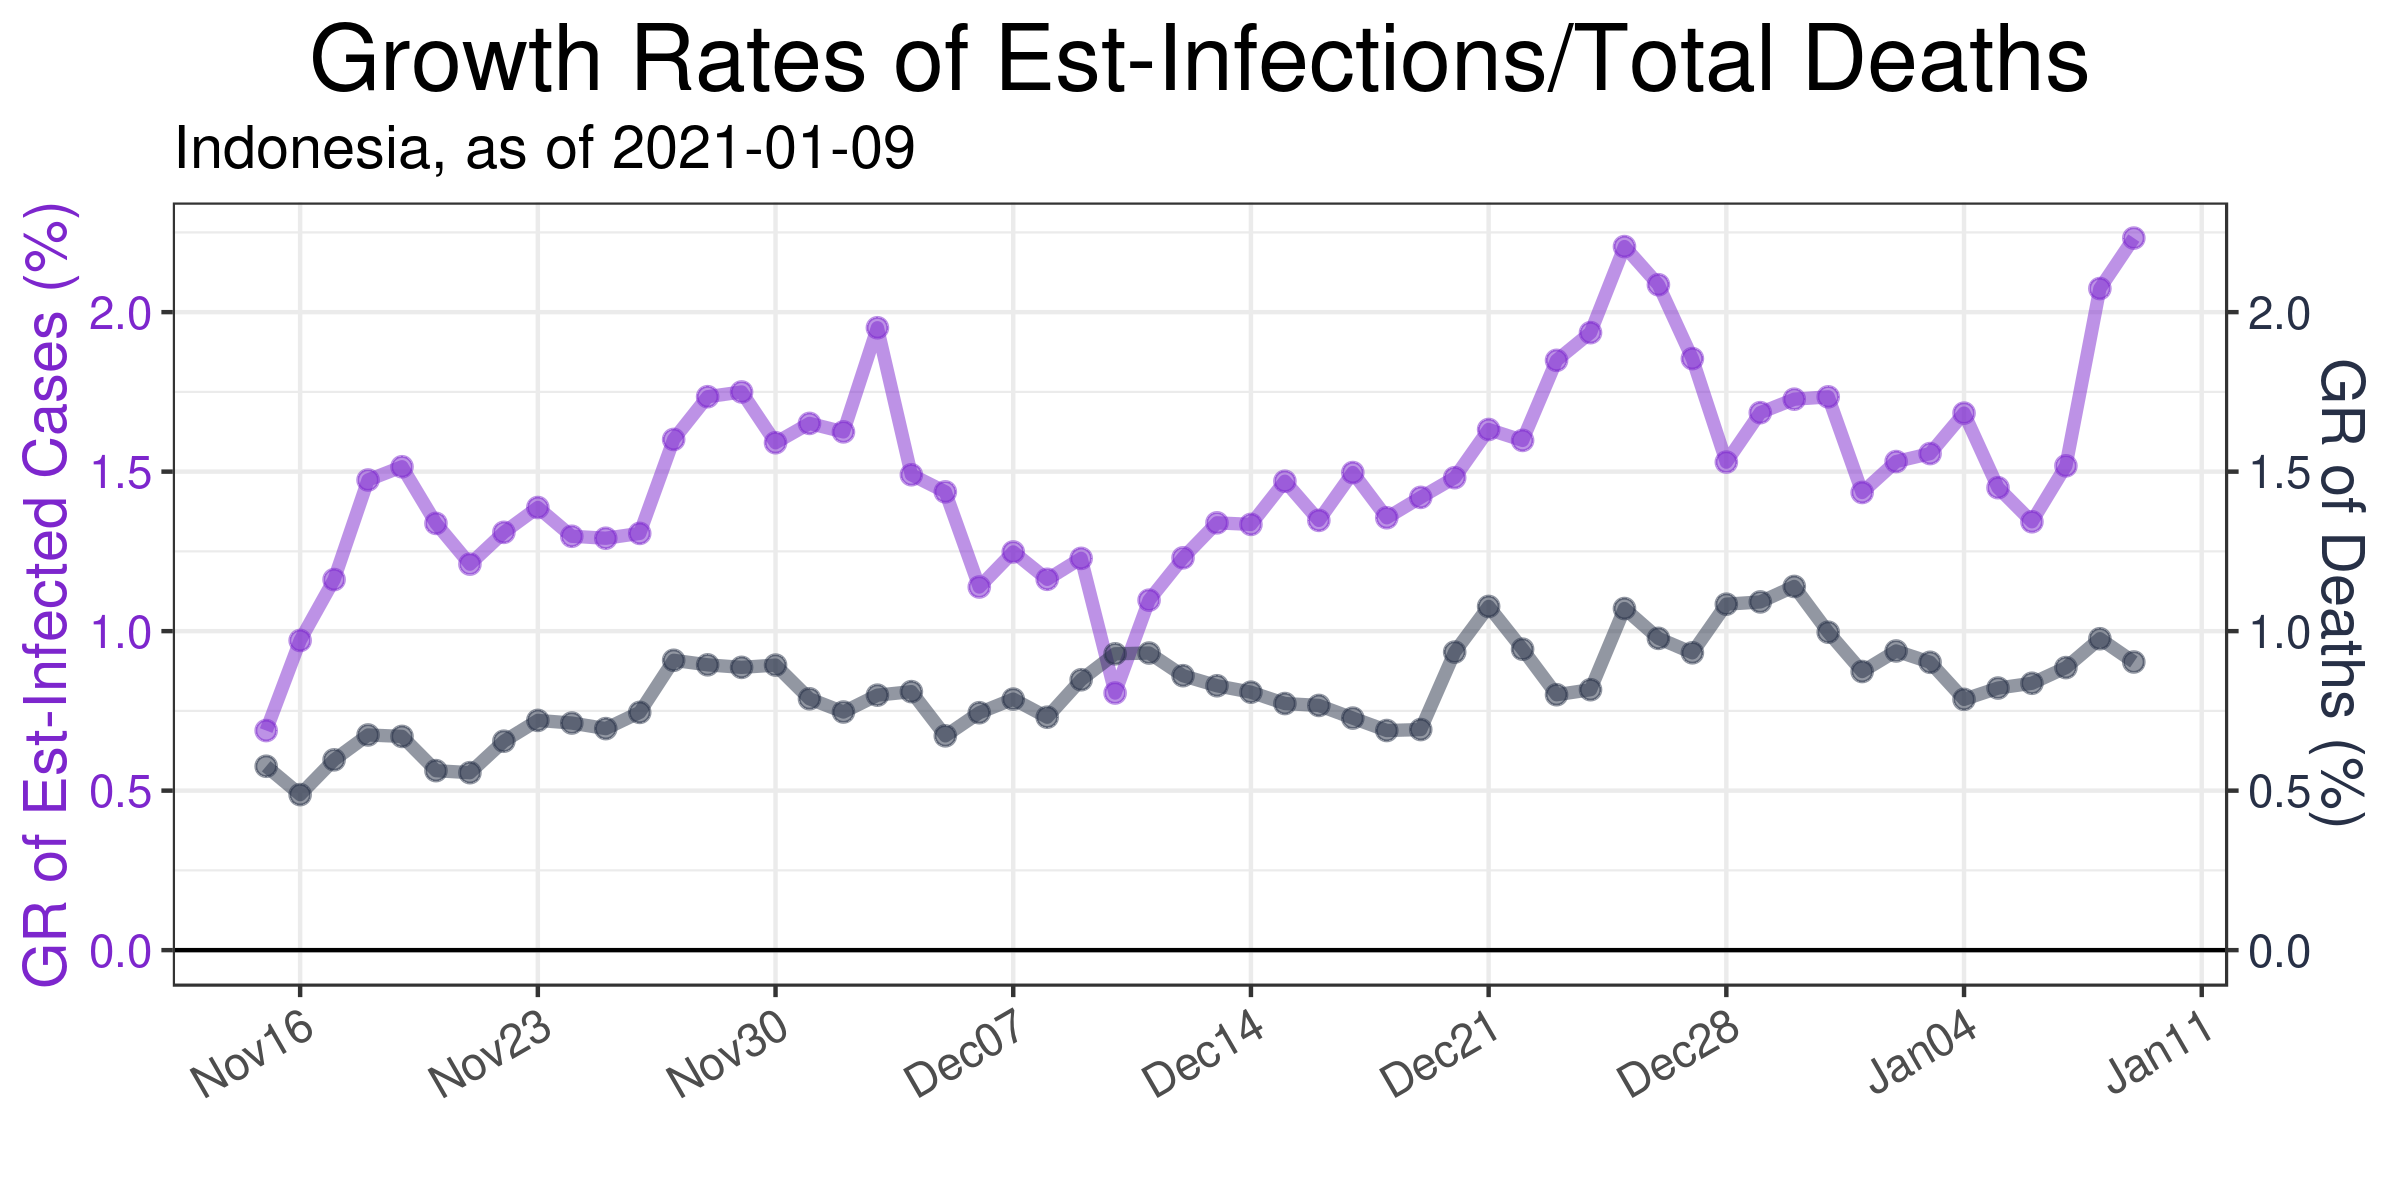 Growth Rates of Est-Infections/Total Deaths
Indonesia, as of 2021-01-09
GR of Est-Infected Cases (%)
2.0
1.5
1.0
0.5
0.0
2.0
1.5
1.0
0.5
0.0
GR of Deaths (%)
Nov16
Nov23
Nov30
Dec07
Dec14
Dec21
Dec28
Jan04
Jan11